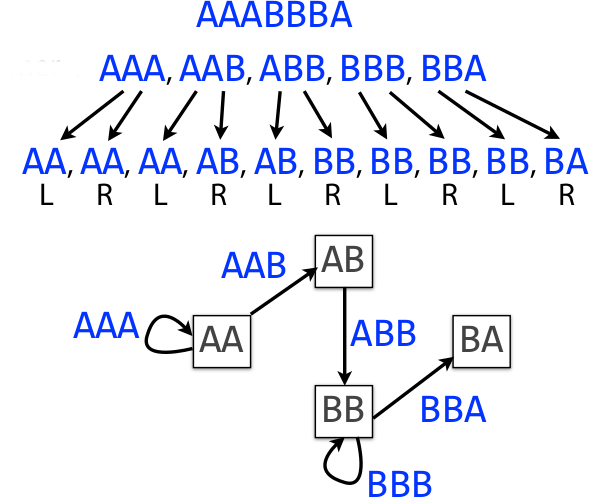 AAABBBA
AAA, AAB, ABB, BBB, BBA
AA, AA, AA, AB, AB, BB, BB, BB, BB, BA
L R L R L R L R L R
AAB
AB
AAA
AA
ABB
BA
BB
BBA
BBB